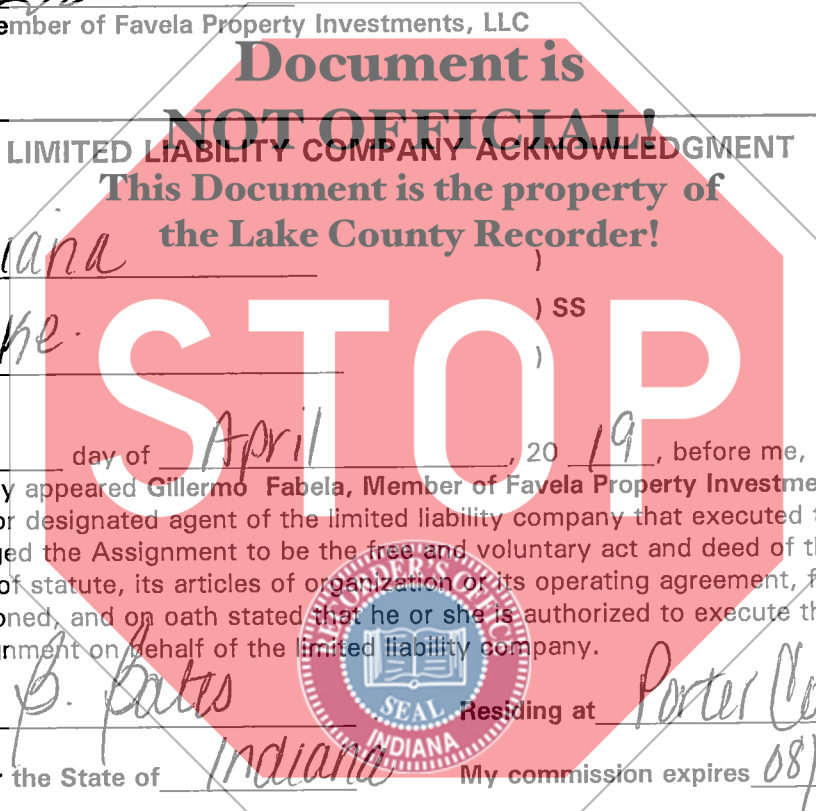 ember of Favela Property Investments, LLC
Document is
NOT OFFICIAL!
LIMITED LIABILITY COMPANY ACKNOWLEDGMENT
This Document is the property of
the Lake County Recorder!
iana )
ke. ) SS
)
STOP
day of April , 20 19 , before me,
y appeared Gillermo Fabela, Member of Favela Property Investme
or designated agent of the limited liability company that executed t
ged the Assignment to be the free and voluntary act and deed of th
of statute, its articles of organization or its operating agreement, f
oned, and on oath stated that he or she is authorized to execute th
nment on behalf of the limited liability company.
RECORDER'S OFFICE
SEAL
INDIANA
B. Bates Residing at Porter Co
the State of Indiana My commission expires 08/